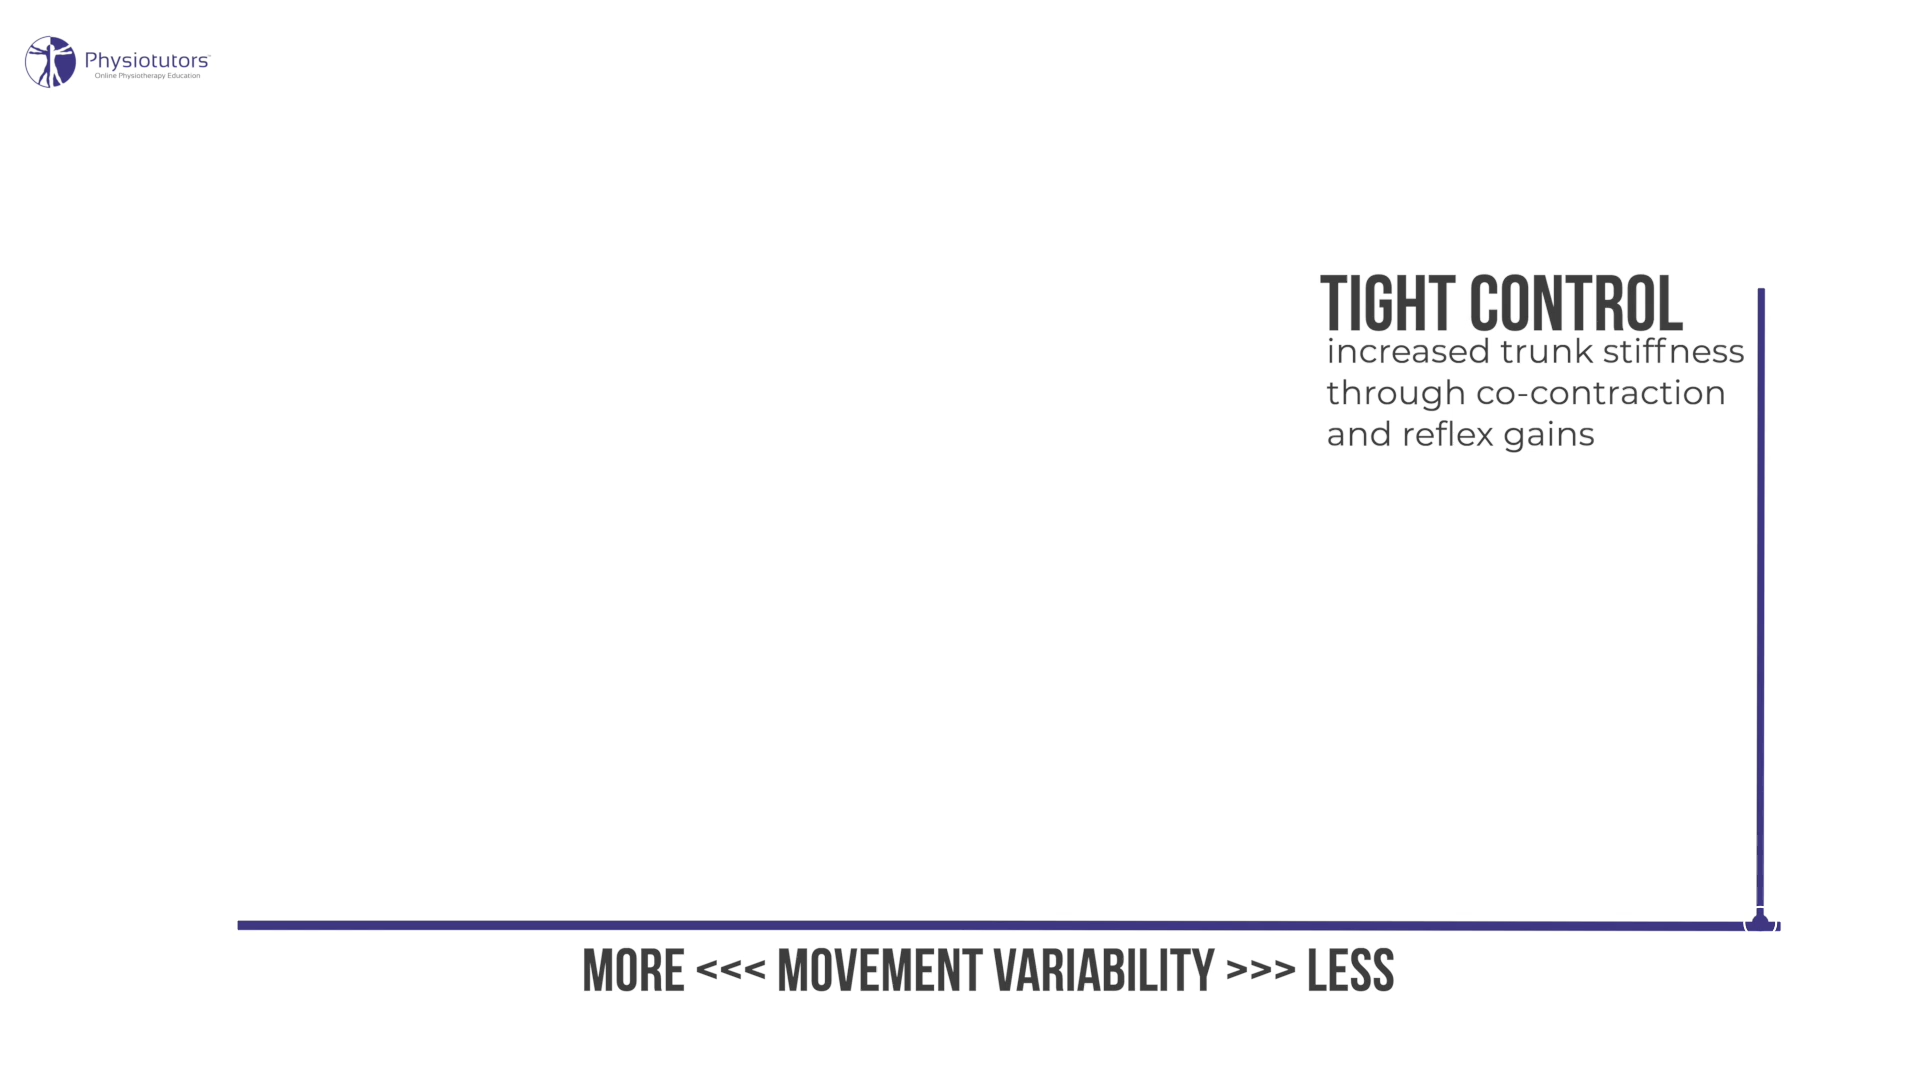 Physiotutors
Online Physiotherapy Education
TIGHT CONTROL
increased trunk stiffness
through co-contraction
and reflex gains
MORE <<< MOVEMENT VARIABILITY >>> LESS